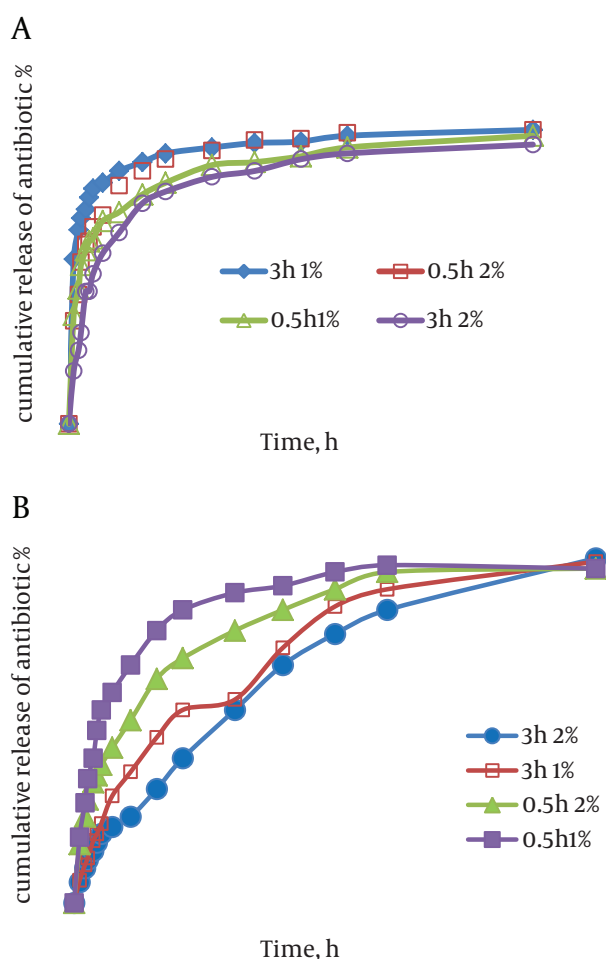 A
cumulative release of antibiotic %
3h 1%
0.5h 2%
0.5h1%
3h 2%
Time, h
B
cumulative release of antibiotic%
3h 2%
3h 1%
0.5h 2%
0.5h1%
Time, h